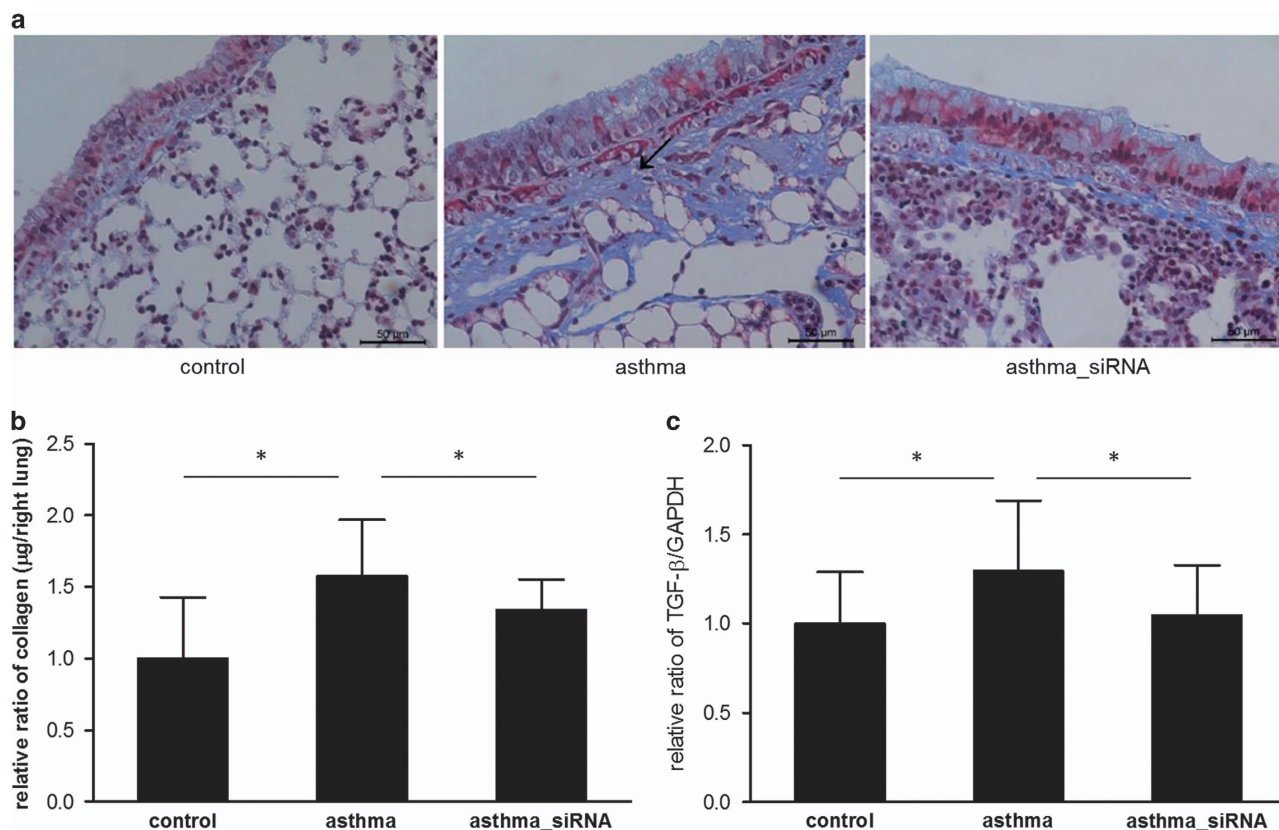 a
50 µm
50 µm
50 µm
control
asthma
asthma_siRNA
b
relative ratio of collagen (µg/right lung)
2.5
2.0
1.5
1.0
0.5
0.0
*
*
control
asthma
asthma_siRNA
c
relative ratio of TGF-β/GAPDH
2.0
1.5
1.0
0.5
0.0
*
*
control
asthma
asthma_siRNA